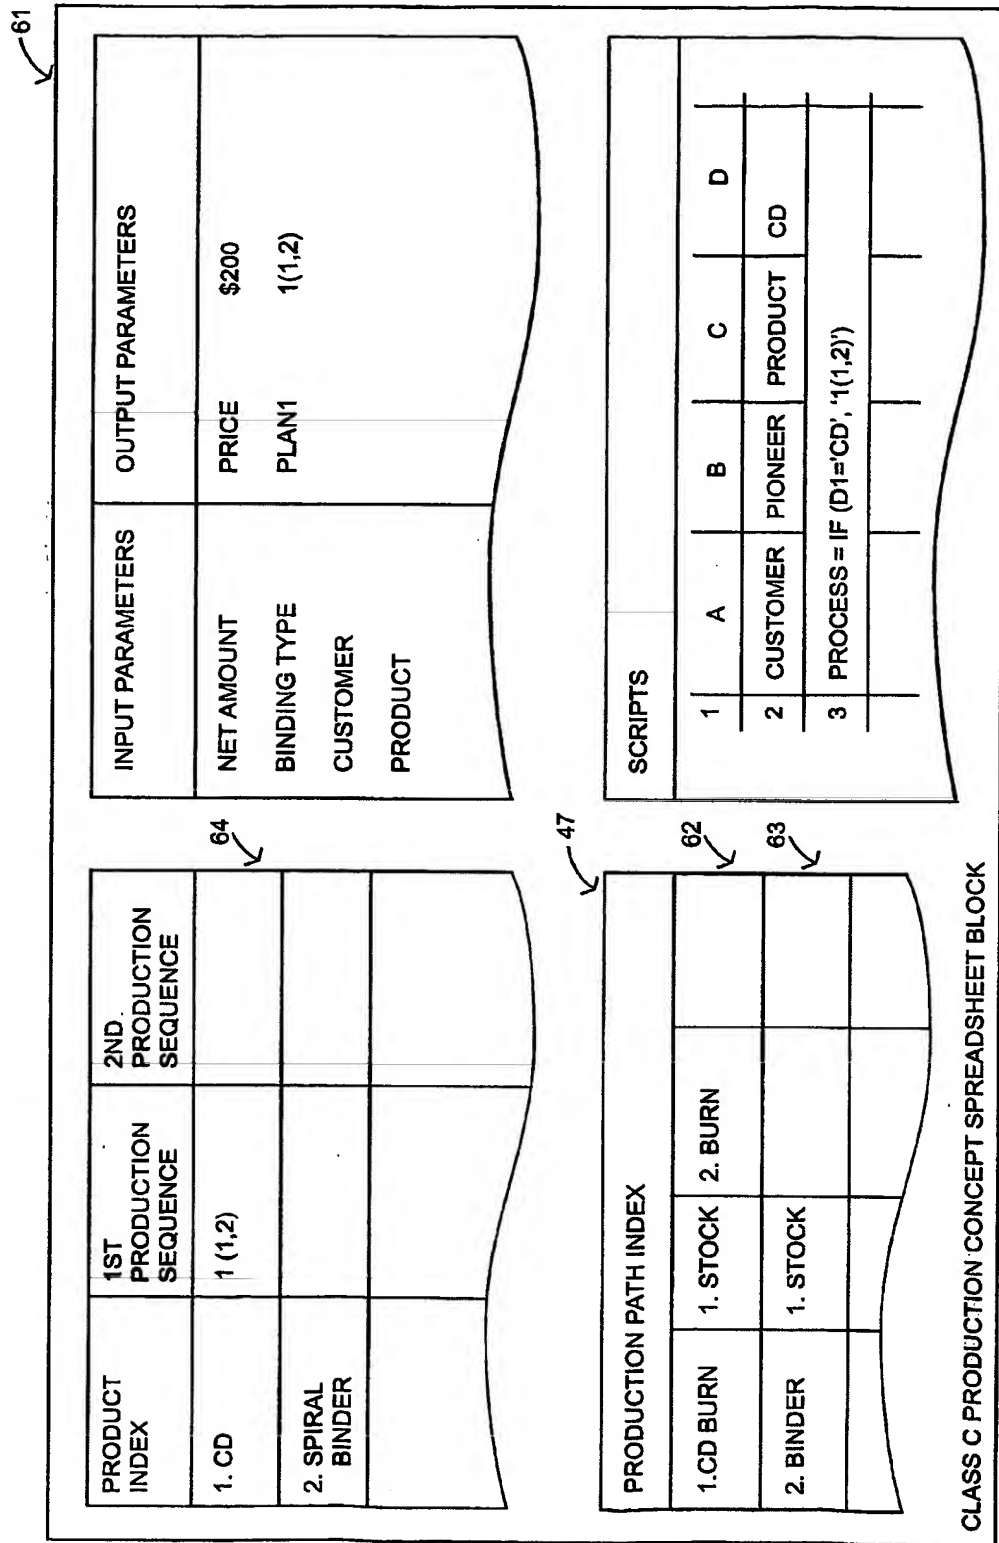 61
PRODUCT INDEX
1ST PRODUCTION SEQUENCE
2ND. PRODUCTION SEQUENCE
1. CD
1 (1,2)
64
2. SPIRAL BINDER
INPUT PARAMETERS
OUTPUT PARAMETERS
NET AMOUNT
PRICE
$200
BINDING TYPE
PLAN1
1(1,2)
CUSTOMER
PRODUCT
47
PRODUCTION PATH INDEX
1.CD BURN
1. STOCK
2. BURN
62
2. BINDER
1. STOCK
63
SCRIPTS
1 A B C D
2 CUSTOMER PIONEER PRODUCT CD
3 PROCESS = IF (D1='CD', '1(1,2)')
CLASS C PRODUCTION CONCEPT SPREADSHEET BLOCK